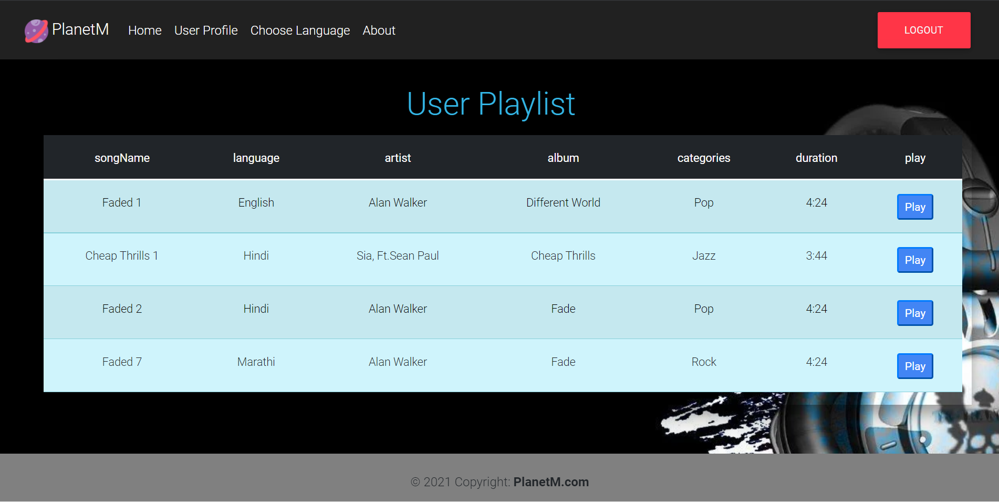 PlanetM Home User Profile Choose Language About LOGOUT
User Playlist
songName language artist album categories duration play
Faded 1 English Alan Walker Different World Pop 4:24 Play
Cheap Thrills 1 Hindi Sia, Ft.Sean Paul Cheap Thrills Jazz 3:44 Play
Faded 2 Hindi Alan Walker Fade Pop 4:24 Play
Faded 7 Marathi Alan Walker Fade Rock 4:24 Play
© 2021 Copyright: PlanetM.com